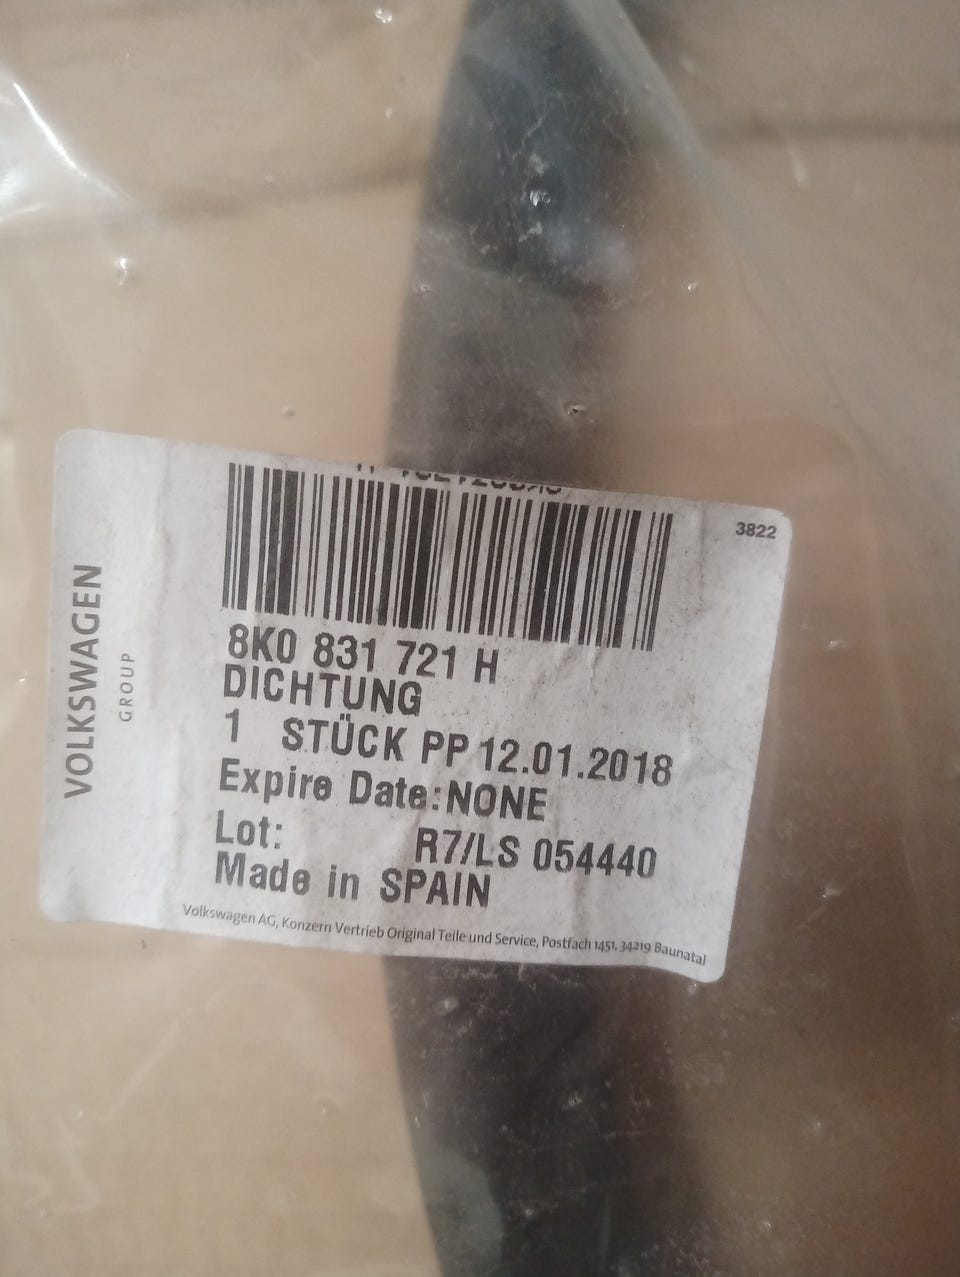 VOLKSWAGEN
GROUP
3822
8K0 831 721 H
DICHTUNG
1 STÜCK PP 12.01.2018
Expire Date:NONE
Lot: R7/LS 054440
Made in SPAIN
Volkswagen AG, Konzern Vertrieb Original Teile und Service, Postfach 1451, 34219 Baunatal